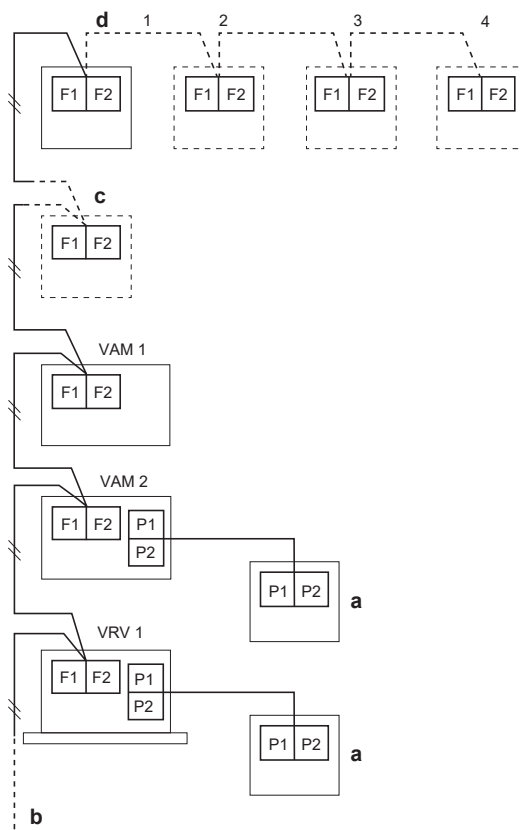 d 1 2 3 4
F1 F2 F1 F2 F1 F2 F1 F2
c
F1 F2
VAM 1
F1 F2
VAM 2
F1 F2 P1
P2
P1 P2 a
VRV 1
F1 F2 P1
P2
P1 P2 a
b